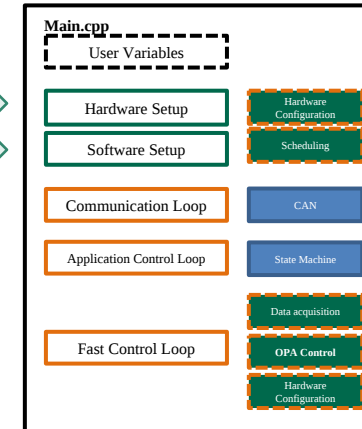 Main.cpp
User Variables
Hardware Setup
Hardware
Configuration
Software Setup
Scheduling
Communication Loop
CAN
Application Control Loop
State Machine
Data acquisition
Fast Control Loop
OPA Control
Hardware
Configuration